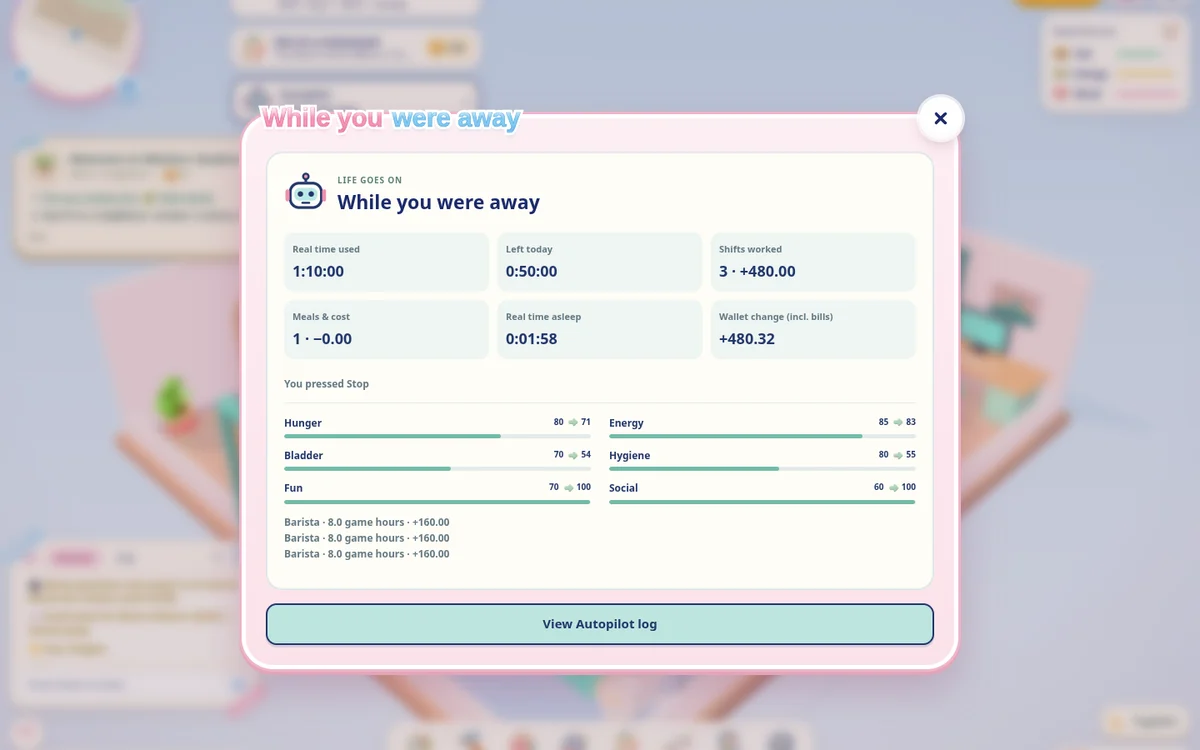 While you were away
LIFE GOES ON
While you were away
Real time used
1:10:00
Left today
0:50:00
Shifts worked
3 · +480.00
Meals & cost
1 · −0.00
Real time asleep
0:01:58
Wallet change (incl. bills)
+480.32
You pressed Stop
Hunger 80 ➡ 71
Energy 85 ➡ 83
Bladder 70 ➡ 54
Hygiene 80 ➡ 55
Fun 70 ➡ 100
Social 60 ➡ 100
Barista · 8.0 game hours · +160.00
Barista · 8.0 game hours · +160.00
Barista · 8.0 game hours · +160.00
View Autopilot log